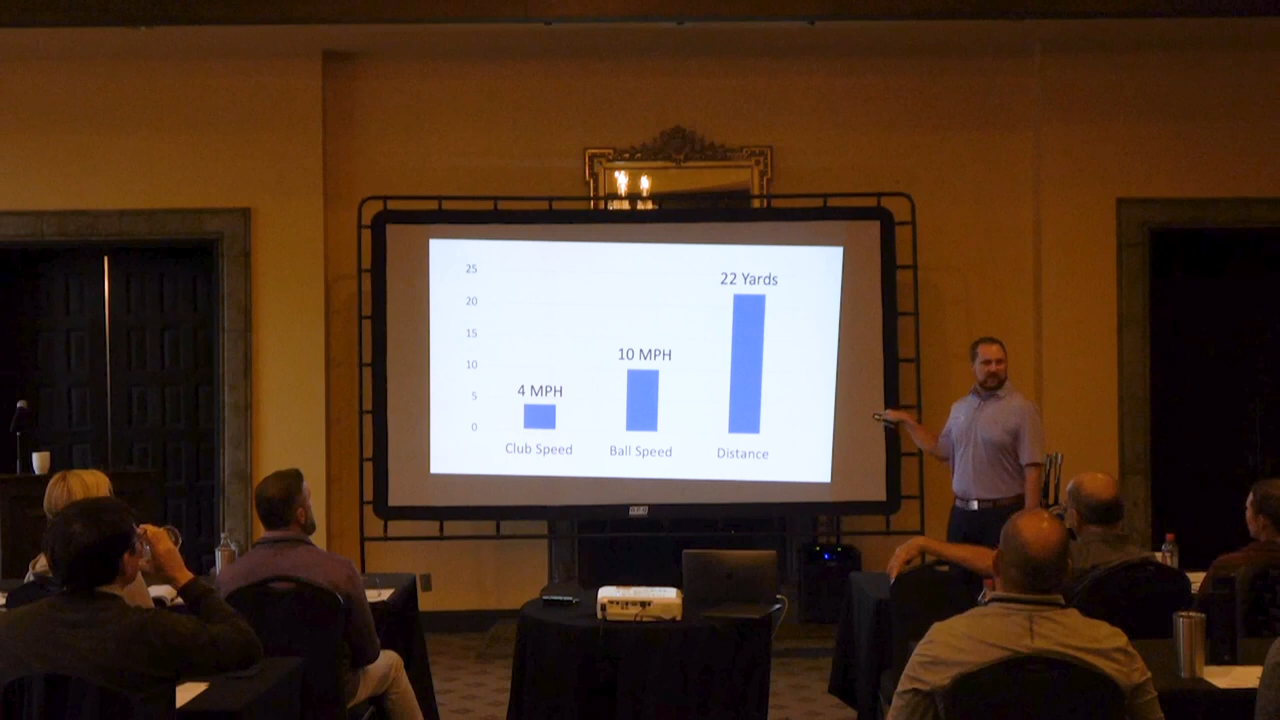 25
22 Yards
20
15
10 MPH
10
4 MPH
5
0
Club Speed
Ball Speed
Distance